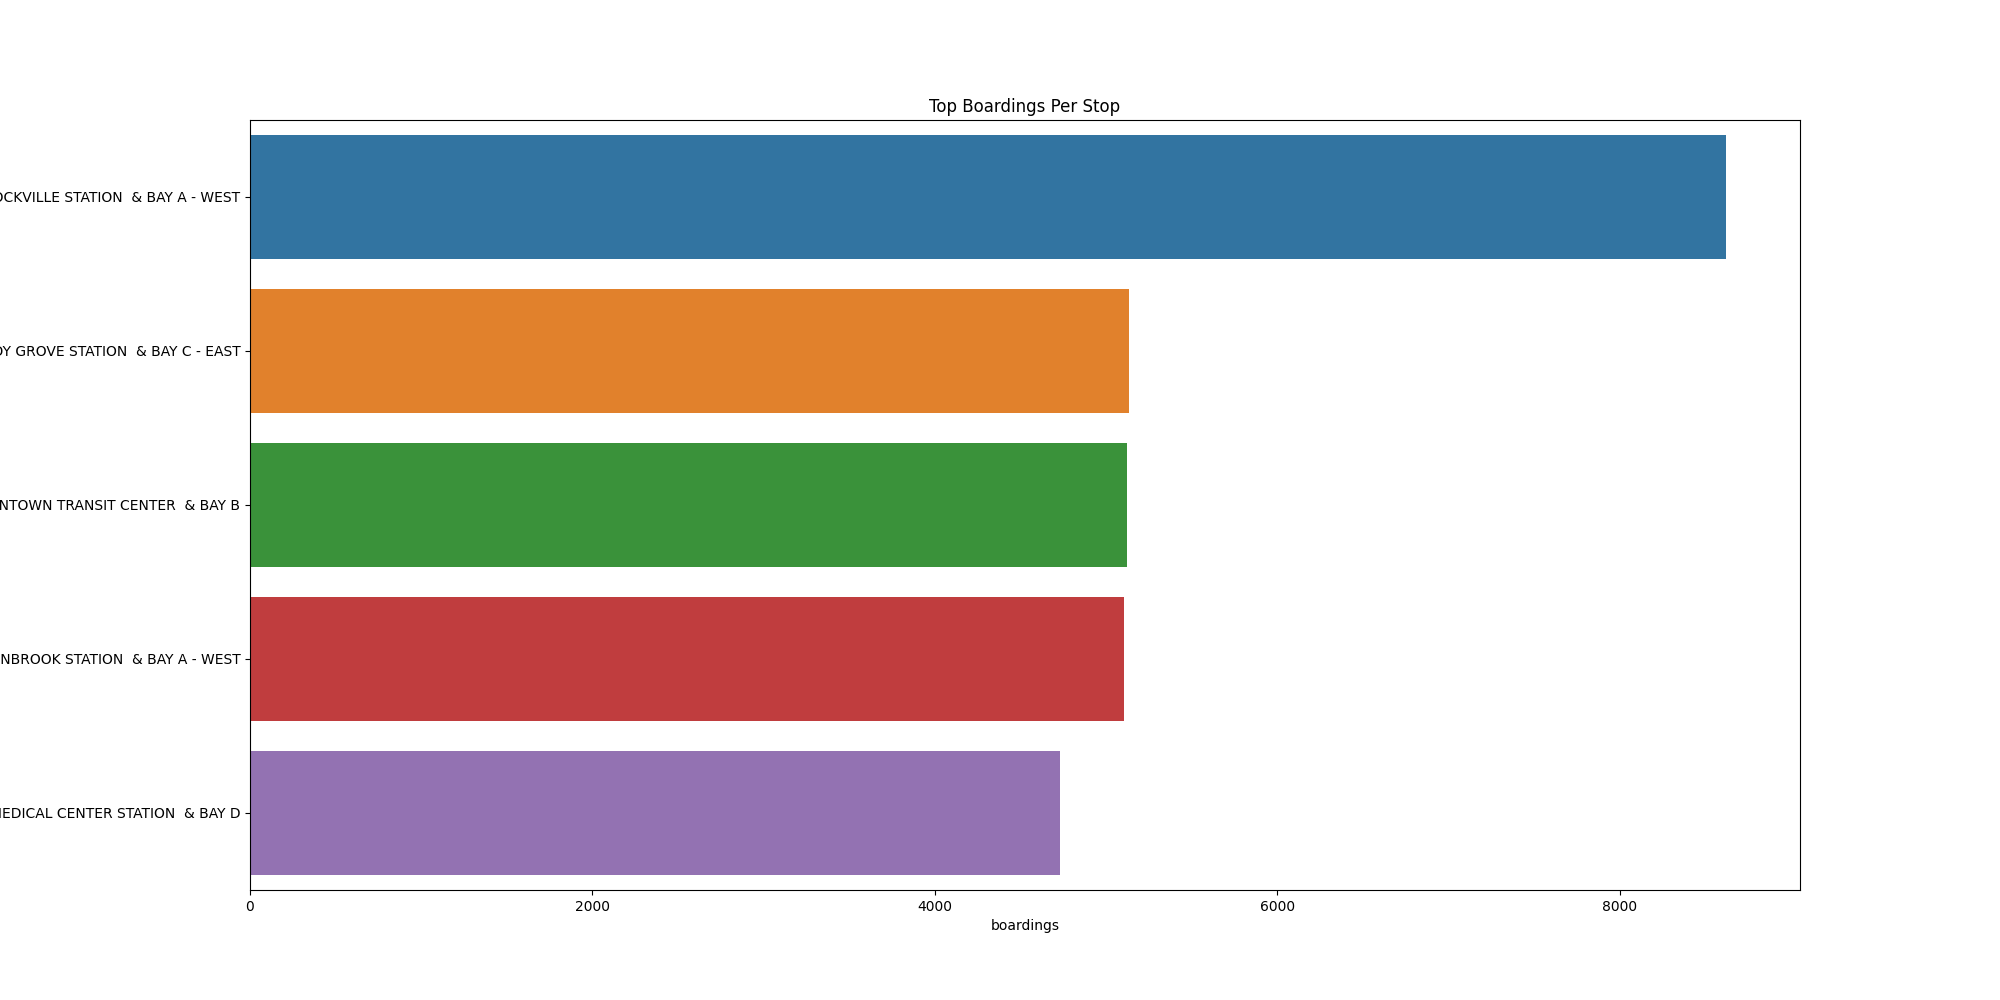 Top Boardings Per Stop
OCKVILLE STATION  & BAY A - WEST
DY GROVE STATION  & BAY C - EAST
NTOWN TRANSIT CENTER  & BAY B
NBROOK STATION  & BAY A - WEST
MEDICAL CENTER STATION  & BAY D
0 2000 4000 6000 8000
boardings